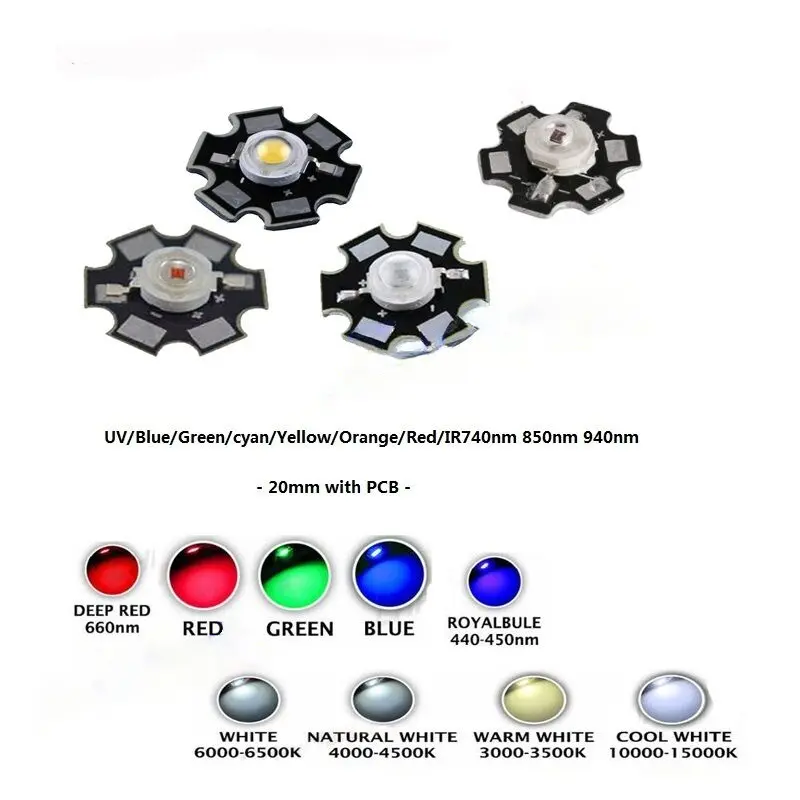 UV/Blue/Green/cyan/Yellow/Orange/Red/IR740nm 850nm 940nm
- 20mm with PCB -
DEEP RED
660nm
RED
GREEN
BLUE
ROYALBULE
440-450nm
WHITE
6000-6500K
NATURAL WHITE
4000-4500K
WARM WHITE
3000-3500K
COOL WHITE
10000-15000K